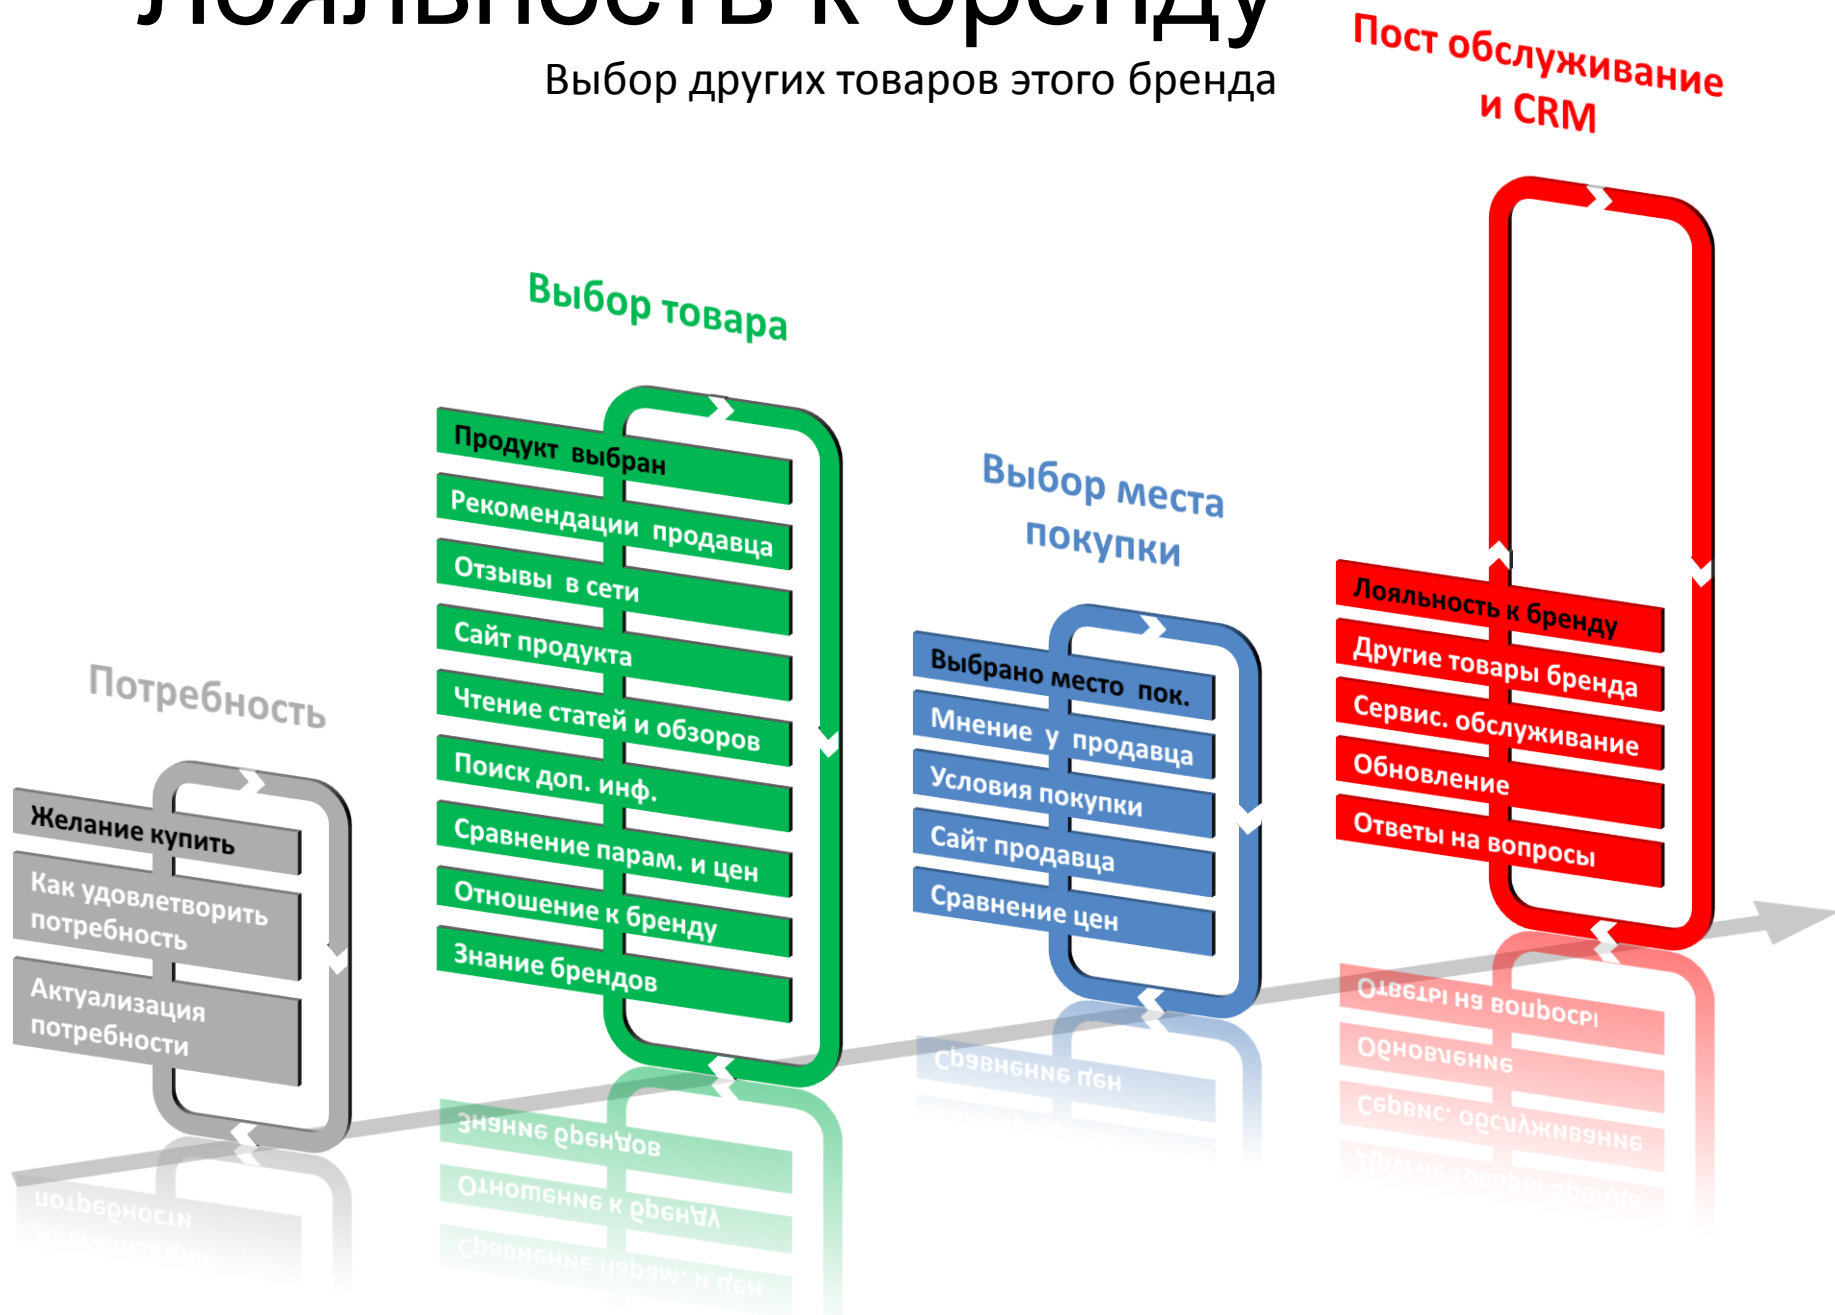 Лояльность к бренду
Выбор других товаров этого бренда
Потребность
Желание купить
Как удовлетворить
потребность
Актуализация
потребности
Выбор товара
Продукт выбран
Рекомендации продавца
Отзывы в сети
Сайт продукта
Чтение статей и обзоров
Поиск доп. инф.
Сравнение парам. и цен
Отношение к бренду
Знание брендов
Выбор места
покупки
Выбрано место пок.
Мнение у продавца
Условия покупки
Сайт продавца
Сравнение цен
Пост обслуживание
и CRM
Лояльность к бренду
Другие товары бренда
Сервис. обслуживание
Обновление
Ответы на вопросы